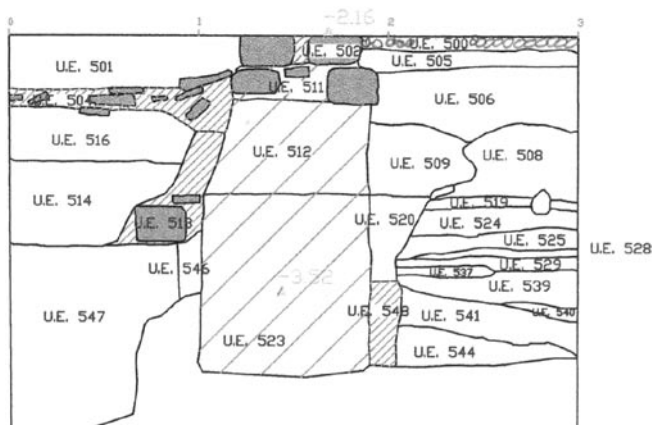 -2.16
0 1 2 3
U.E. 501
U.E. 502
U.E. 500
U.E. 505
U.E. 511
U.E. 506
U.E. 516
U.E. 512
U.E. 509
U.E. 508
U.E. 514
U.E. 519
U.E. 520
U.E. 524
U.E. 513
U.E. 525
U.E. 528
U.E. 546
U.E. 529
U.E. 537
-3.52
U.E. 539
U.E. 547
U.E. 548
U.E. 541
U.E. 540
U.E. 523
U.E. 544